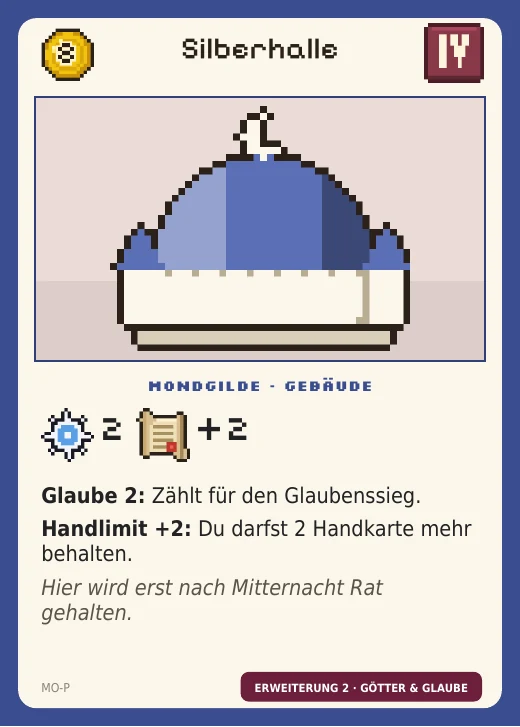 8
Silberhalle
IV
MONDGILDE - GEBÄUDE
2
+2
Glaube 2: Zählt für den Glaubenssieg.
Handlimit +2: Du darfst 2 Handkarte mehr
behalten.
Hier wird erst nach Mitternacht Rat
gehalten.
MO-P
ERWEITERUNG 2 · GÖTTER & GLAUBE